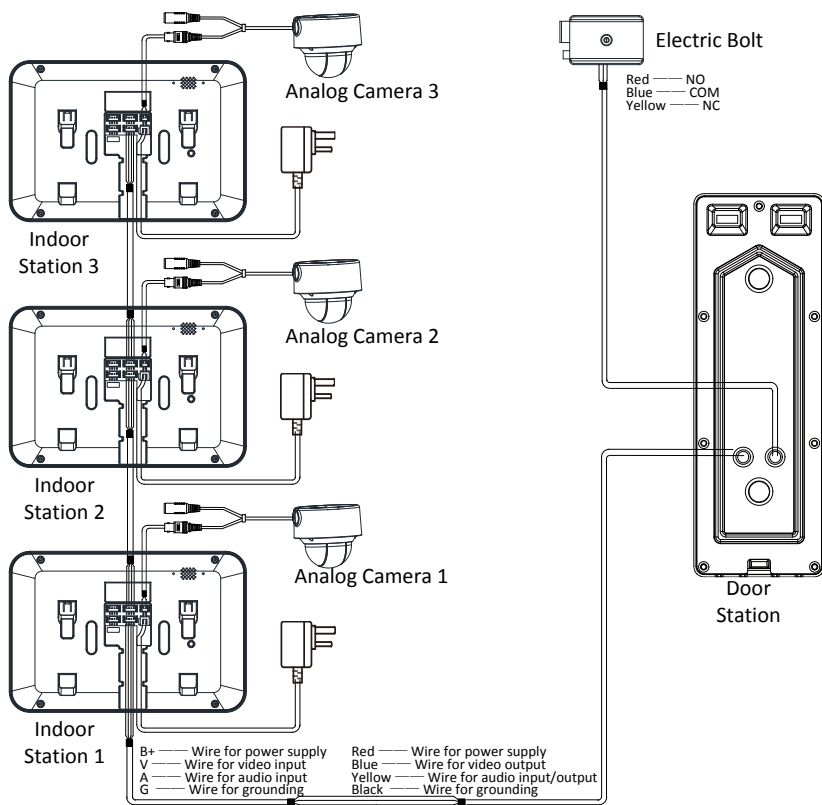 Analog Camera 3
Electric Bolt
Red —— NO
Blue —— COM
Yellow —— NC
Indoor
Station 3
Analog Camera 2
Indoor
Station 2
Analog Camera 1
Door
Station
Indoor
Station 1
B+ —— Wire for power supply
V —— Wire for video input
A —— Wire for audio input
G —— Wire for grounding
Red —— Wire for power supply
Blue —— Wire for video output
Yellow —— Wire for audio input/output
Black —— Wire for grounding